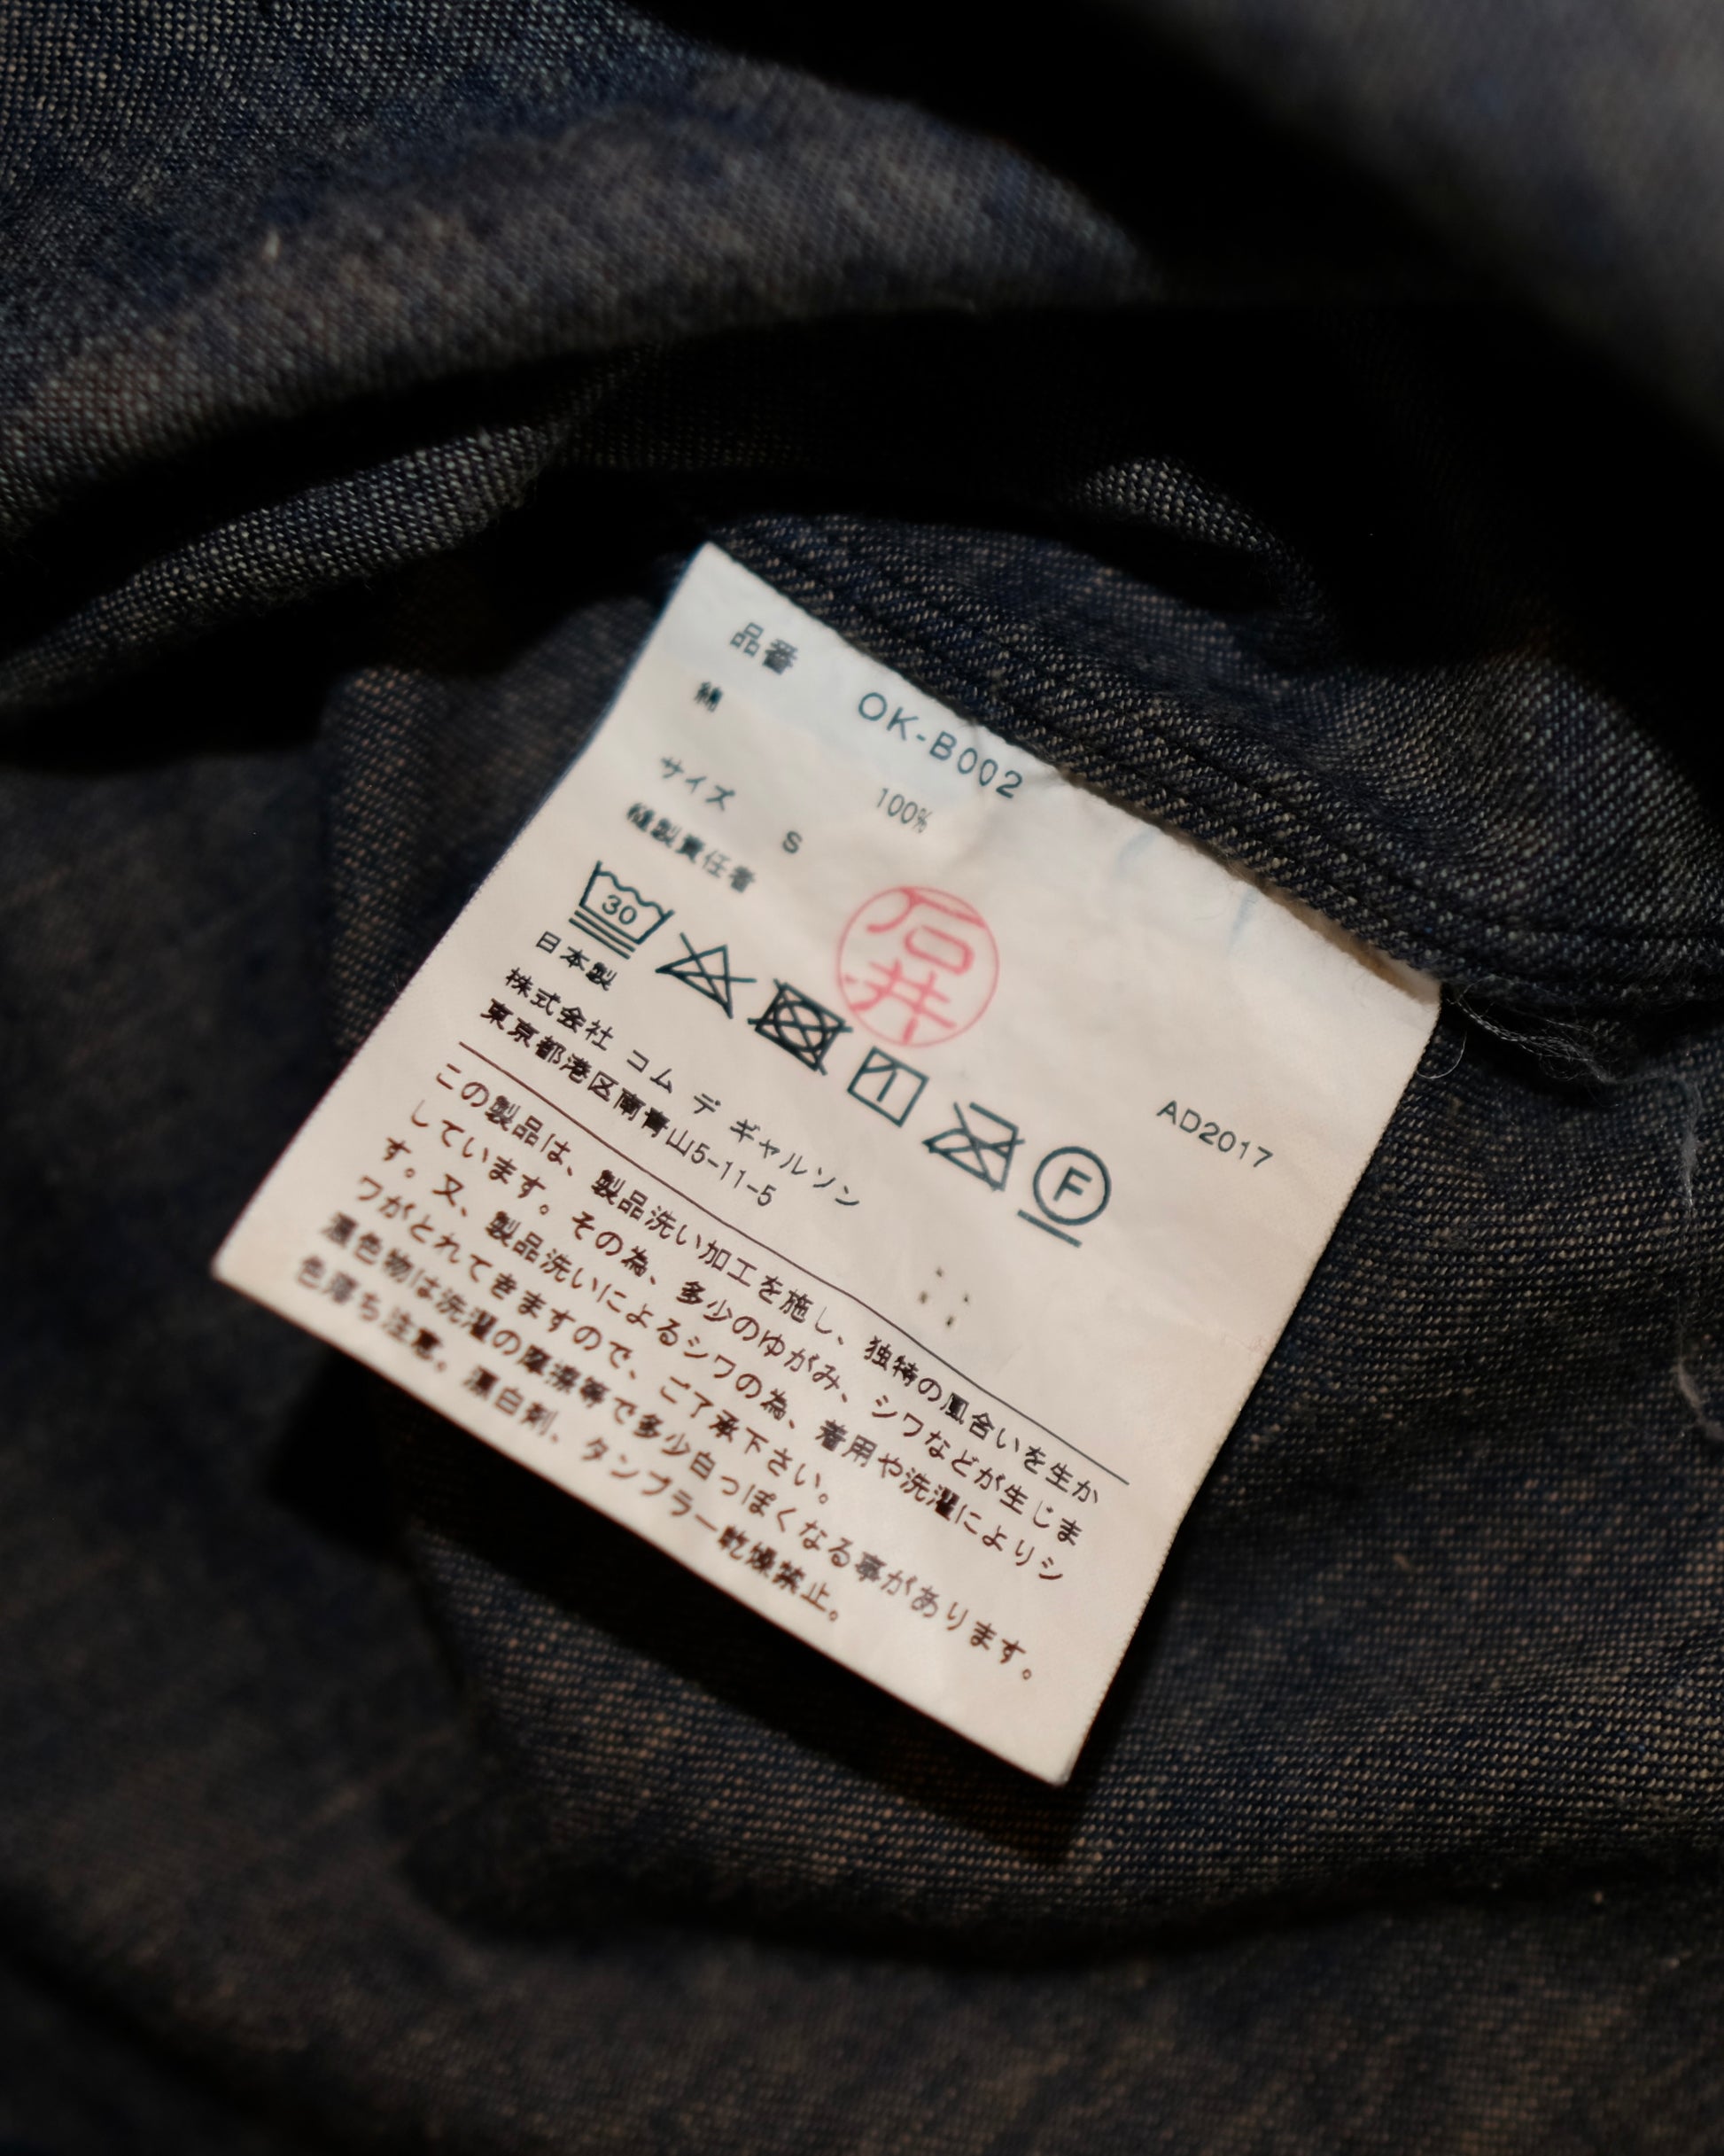 品番 OK-B002
綿 100%
サイズ S
縫製責任者
石井
30
F
AD2017
日本製
株式会社 コム デ ギャルソン
東京都港区南青山5-11-5
この製品は、製品洗い加工を施し、独特の風合いを生か
しています。その為、多少のゆがみ、シワなどが生じま
す。又、製品洗いによるシワの為、着用や洗濯によりシ
ワがとれてきますので、ご了承下さい。
濃色物は洗濯の摩擦等で多少白っぽくなる事があります。
色落ち注意。漂白剤、タンブラー乾燥禁止。